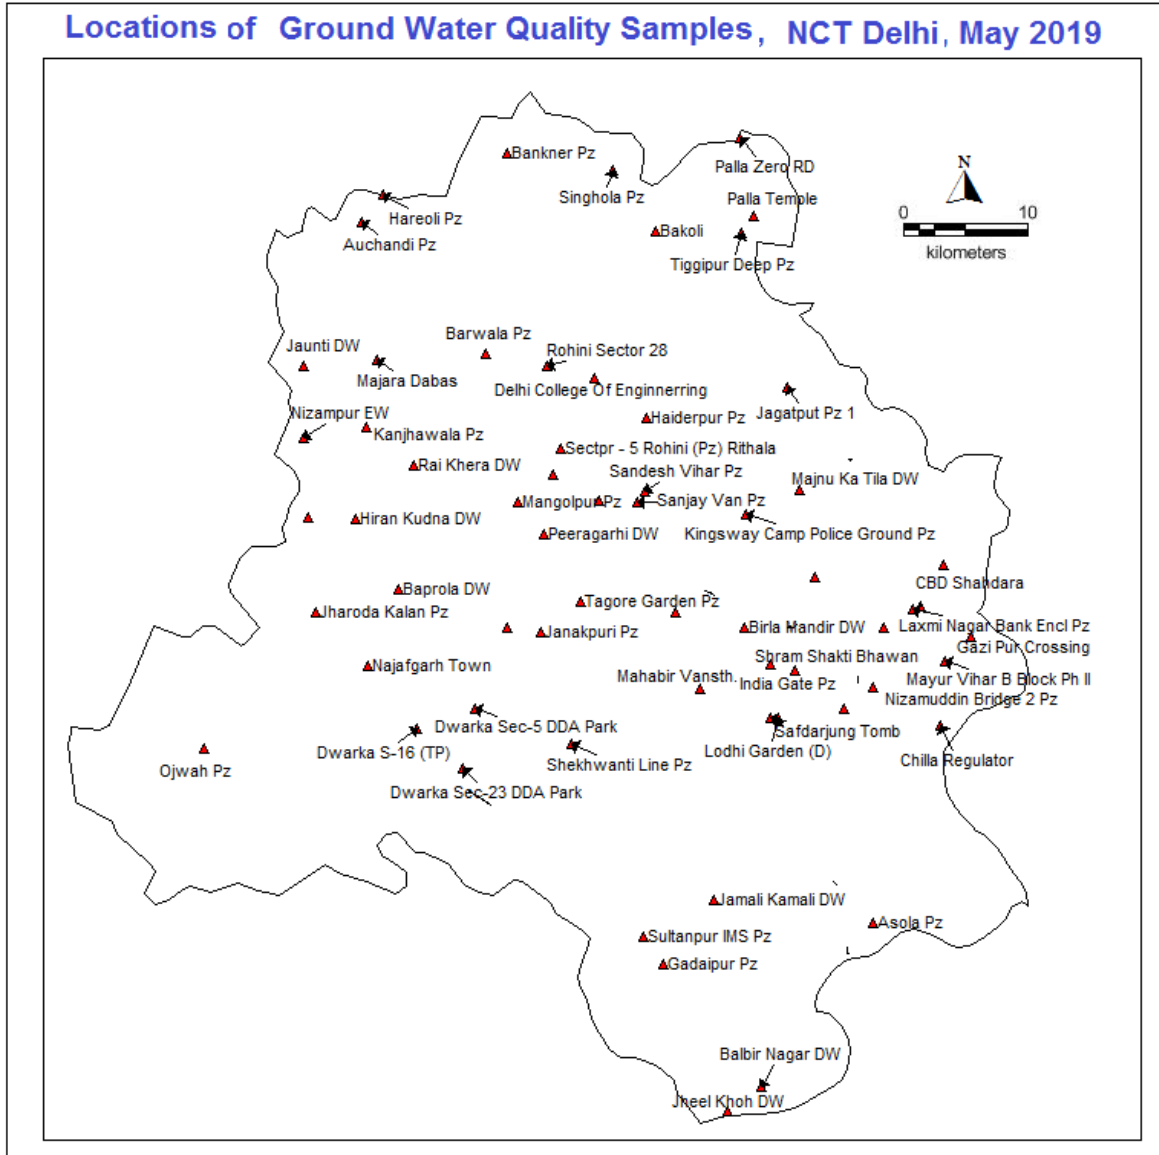 Locations of Ground Water Quality Samples, NCT Delhi, May 2019
Bankner Pz
Palla Zero RD
Singhola Pz
N
Hareoli Pz
Palla Temple
0 10
Auchandi Pz
Bakoli
kilometers
Tiggipur Deep Pz
Barwala Pz
Jaunti DW
Rohini Sector 28
Majara Dabas
Delhi College Of Enginnerring
Nizampur EW
Haiderpur Pz
Jagatput Pz 1
Kanjhawala Pz
Sectpr - 5 Rohini (Pz) Rithala
Rai Khera DW
Sandesh Vihar Pz
Majnu Ka Tila DW
Mangolpur Pz
Sanjay Van Pz
Hiran Kudna DW
Peeragarhi DW
Kingsway Camp Police Ground Pz
CBD Shahdara
Baprola DW
Tagore Garden Pz
Jharoda Kalan Pz
Laxmi Nagar Bank Encl Pz
Janakpuri Pz
Birla Mandir DW
Gazi Pur Crossing
Najafgarh Town
Shram Shakti Bhawan
Mahabir Vansth.
India Gate Pz
Mayur Vihar B Block Ph II
Nizamuddin Bridge 2 Pz
Dwarka Sec-5 DDA Park
Safdarjung Tomb
Dwarka S-16 (TP)
Lodhi Garden (D)
Chilla Regulator
Shekhwanti Line Pz
Ojwah Pz
Dwarka Sec-23 DDA Park
Jamali Kamali DW
Asola Pz
Sultanpur IMS Pz
Gadaipur Pz
Balbir Nagar DW
Jheel Khoh DW